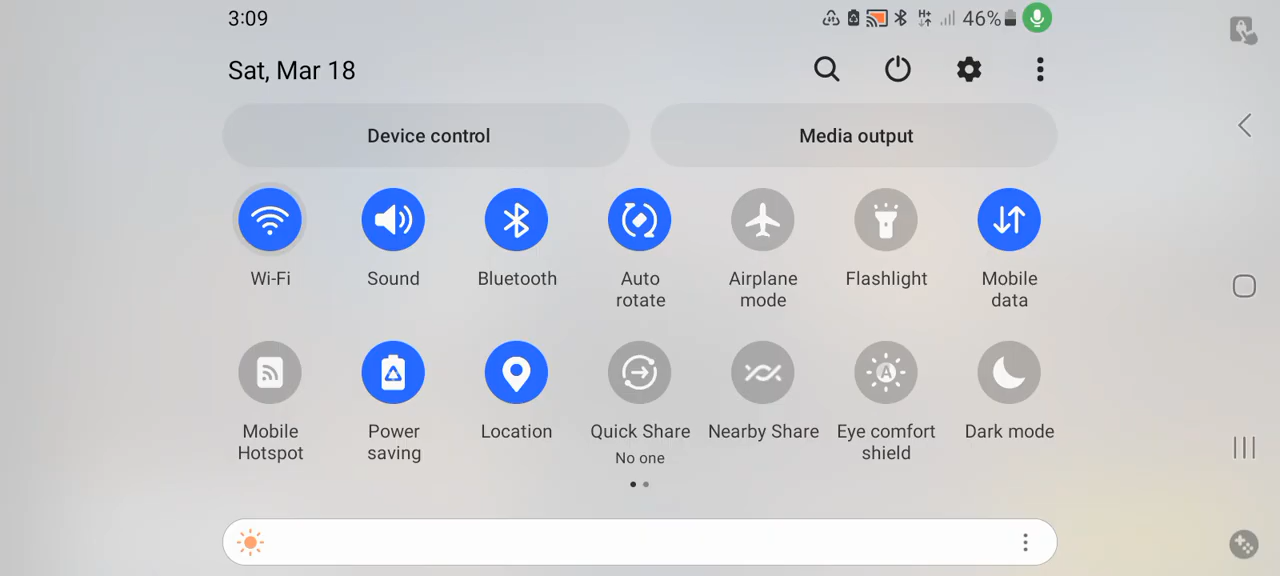 3:09
46%
Sat, Mar 18
Device control
Media output
Wi-Fi
Sound
Bluetooth
Auto
rotate
Airplane
mode
Flashlight
Mobile
data
Mobile
Hotspot
Power
saving
Location
Quick Share
No one
Nearby Share
Eye comfort
shield
Dark mode